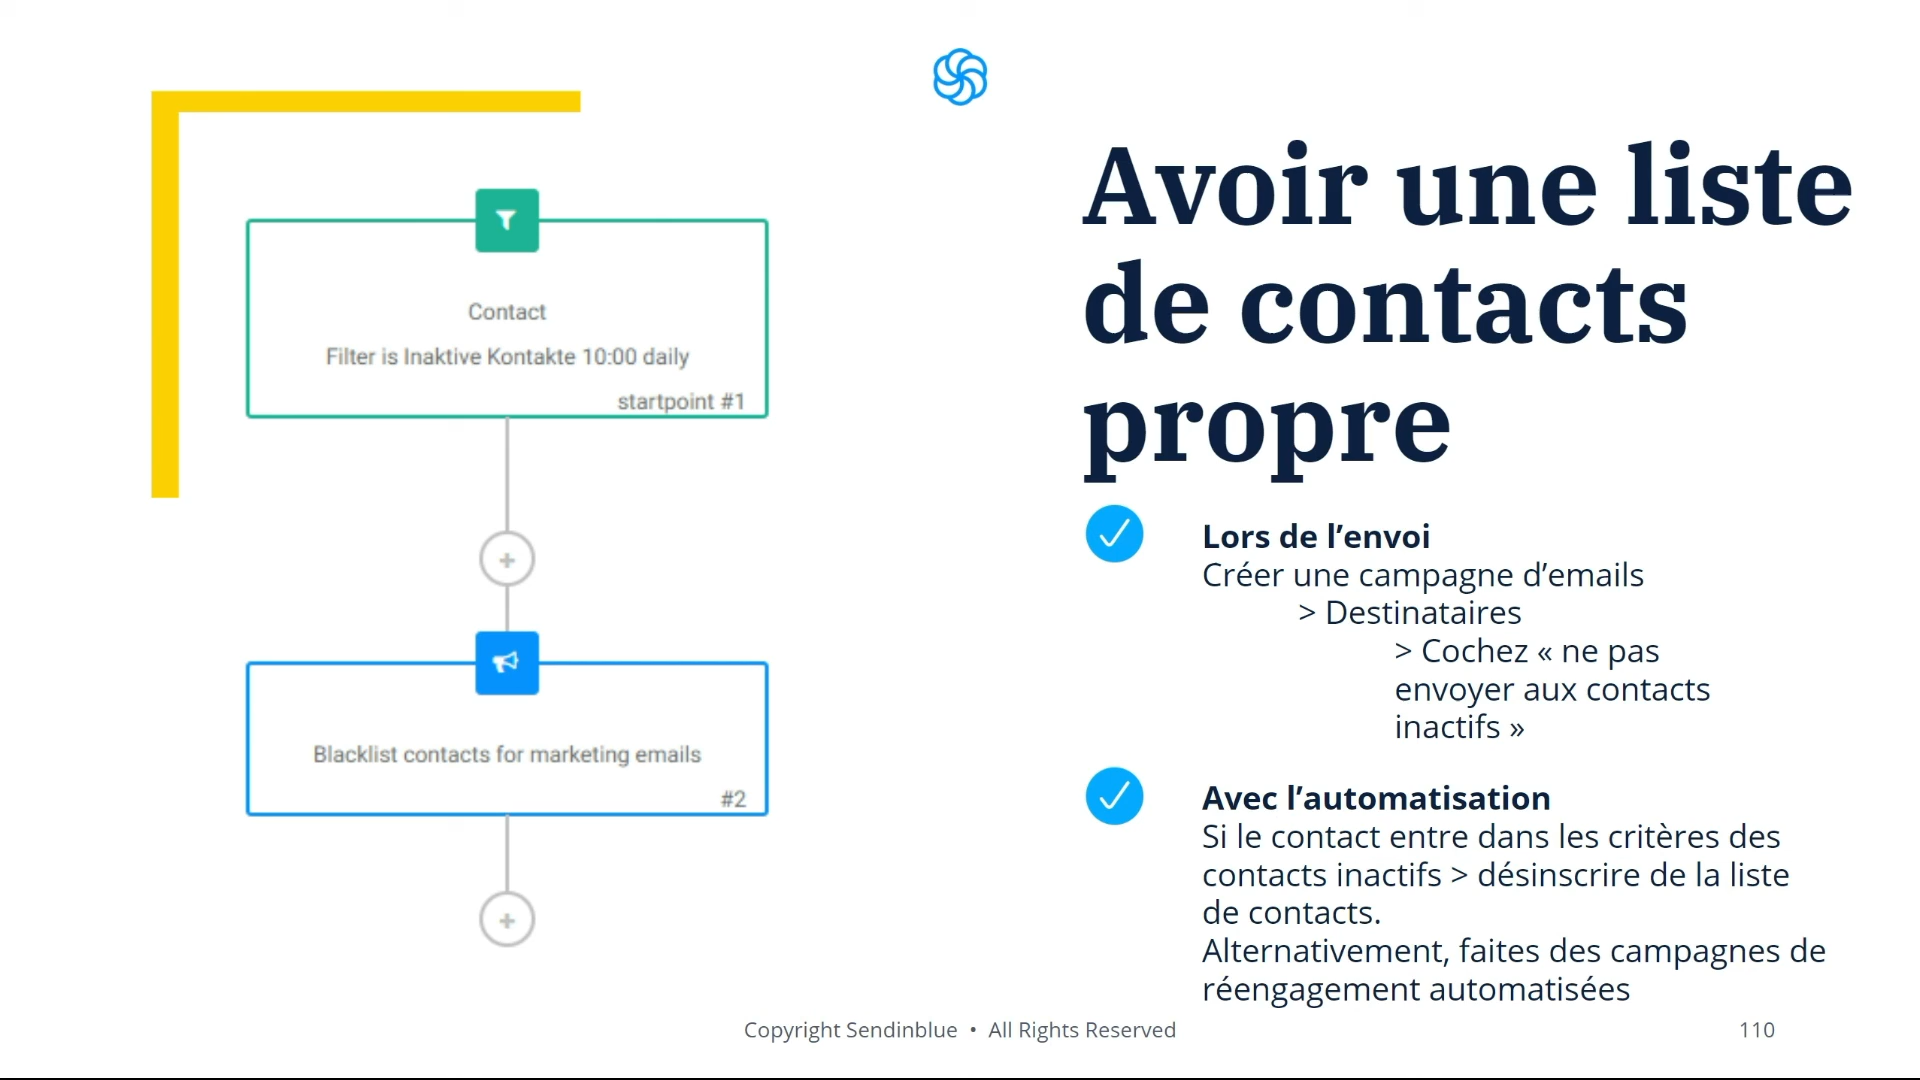 Contact
Filter is Inaktive Kontakte 10:00 daily
startpoint #1
Blacklist contacts for marketing emails
#2
Avoir une liste
de contacts
propre
Lors de l’envoi
Créer une campagne d’emails
> Destinataires
> Cochez « ne pas
envoyer aux contacts
inactifs »
Avec l’automatisation
Si le contact entre dans les critères des
contacts inactifs > désinscrire de la liste
de contacts.
Alternativement, faites des campagnes de
réengagement automatisées
Copyright Sendinblue • All Rights Reserved
110